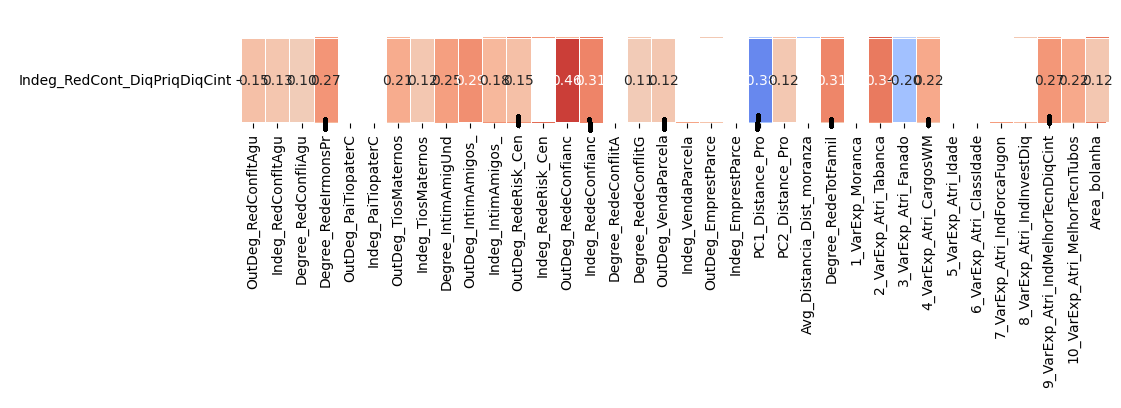 Indeg_RedCont_DiqPriqDiqCint 0.15 0.13 0.10 0.27 0.21 0.12 0.25 0.29 0.18 0.15 0.46 0.31 0.11 0.12 0.12 0.31 -0.20 0.22 0.27 0.22 0.12
OutDeg_RedConfltAgu
Indeg_RedConfltAgu
Degree_RedConfliAgu
Degree_RedeIrmonsPr
OutDeg_PaiTiopaterC
Indeg_PaiTiopaterC
OutDeg_TiosMaternos
Indeg_TiosMaternos
Degree_IntimAmigUnd
OutDeg_IntimAmigos_
Indeg_IntimAmigos_
OutDeg_RedeRisk_Cen
Indeg_RedeRisk_Cen
OutDeg_RedeConfianc
Indeg_RedeConfianc
Degree_RedeConflitA
Degree_RedeConflitG
OutDeg_VendaParcela
Indeg_VendaParcela
OutDeg_EmprestParce
Indeg_EmprestParce
PC1_Distance_Pro
PC2_Distance_Pro
Avg_Distancia_Dist_moranza
Degree_RedeTotFamil
1_VarExp_Moranca
2_VarExp_Atri_Tabanca
3_VarExp_Atri_Fanado
4_VarExp_Atri_CargosWM
5_VarExp_Atri_Idade
6_VarExp_Atri_ClassIdade
7_VarExp_Atri_IndForcaFugon
8_VarExp_Atri_IndInvestDiq
9_VarExp_Atri_IndMelhorTecnDiqCint
10_VarExp_Atri_MelhorTecnTubos
Area_bolanha